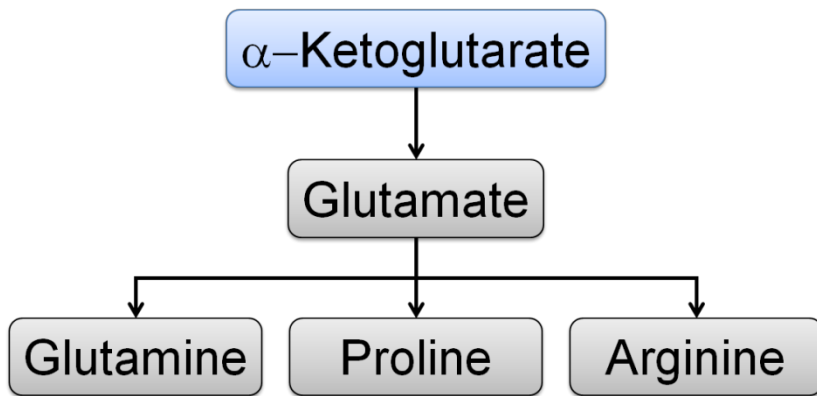 α–Ketoglutarate
Glutamate
Glutamine
Proline
Arginine